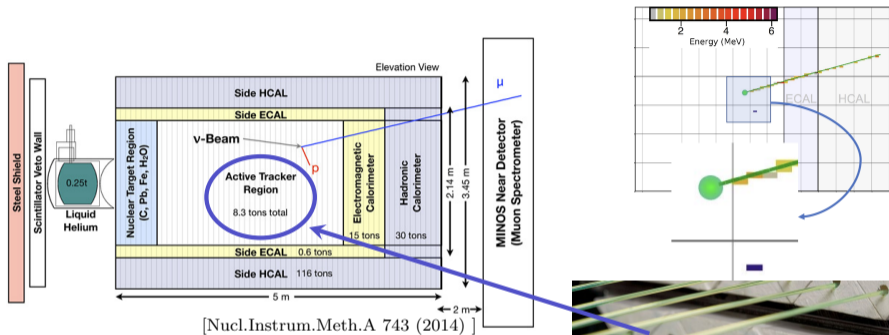 Elevation View
Steel Shield
Scintillator Veto Wall
0.25t
Liquid
Helium
Side HCAL
Side ECAL
Nuclear Target Region
(C, Pb, Fe, H₂O)
ν-Beam
μ
p
Active Tracker
Region
8.3 tons total
Electromagnetic
Calorimeter
15 tons
Hadronic
Calorimeter
30 tons
Side ECAL 0.6 tons
Side HCAL 116 tons
2.14 m
3.45 m
MINOS Near Detector
(Muon Spectrometer)
5 m
2 m
[Nucl.Instrum.Meth.A 743 (2014) ]
2 4 6
Energy (MeV)
ECAL
HCAL